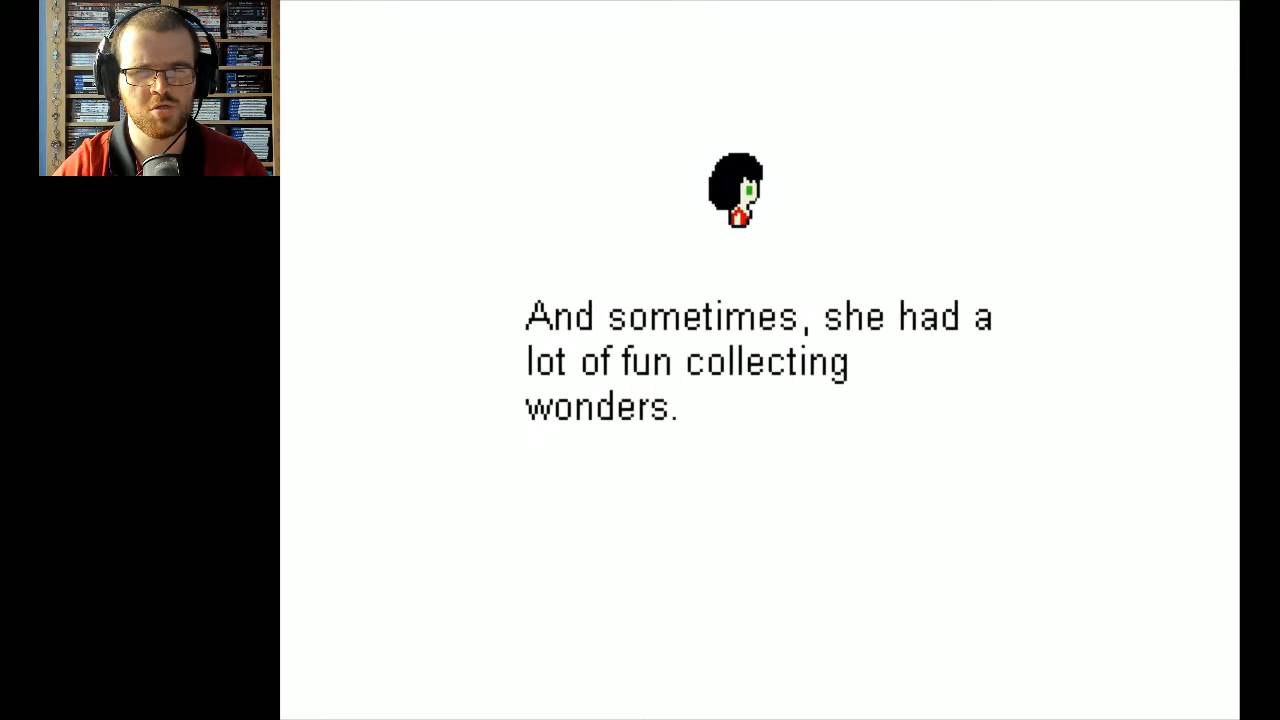 And sometimes, she had a
lot of fun collecting
wonders.